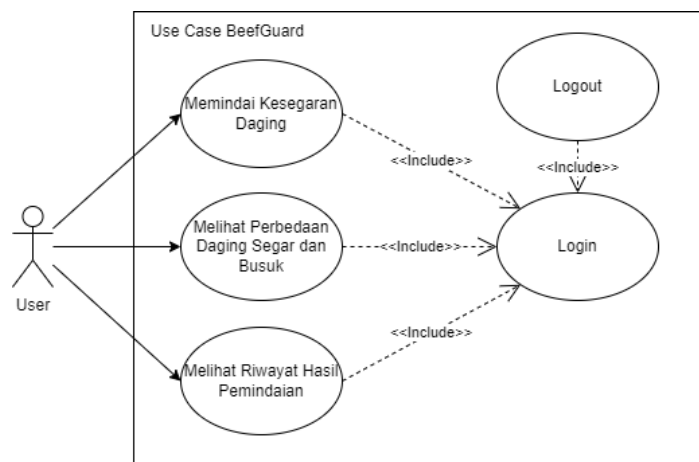 Use Case BeefGuard
Memindai Kesegaran
Daging
Logout
<<Include>>
<<Include>>
Melihat Perbedaan
Daging Segar dan
Busuk
<<Include>>
Login
User
<<Include>>
Melihat Riwayat Hasil
Pemindaian